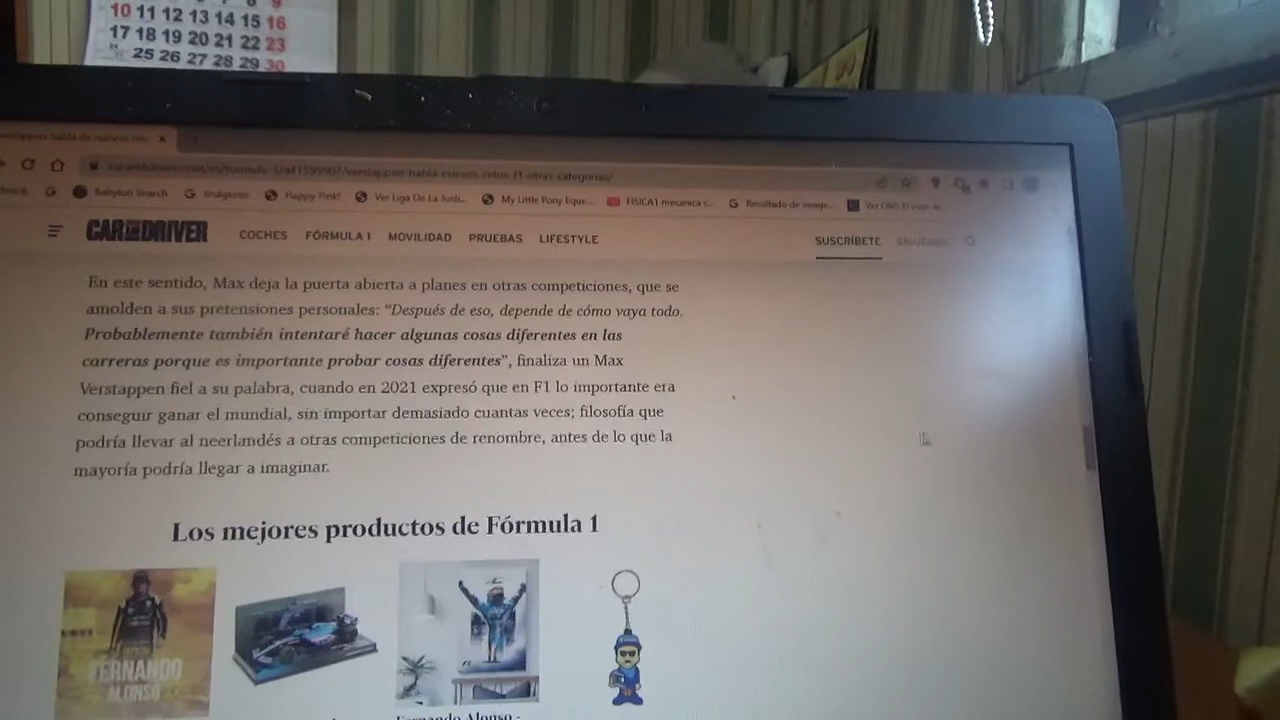 9
10 11 12 13 14 15 16
17 18 19 20 21 22 23
24 25 26 27 28 29 30
31
Babylon Search
Imágenes
Happy Pink!
Ver Liga De La Justi...
My Little Pony Eque...
FISICA1 mecanica c...
Resultado de image...
CAR AND DRIVER
COCHES FÓRMULA 1 MOVILIDAD PRUEBAS LIFESTYLE
SUSCRÍBETE SÍGUENOS
En este sentido, Max deja la puerta abierta a planes en otras competiciones, que se
amolden a sus pretensiones personales: “Después de eso, depende de cómo vaya todo.
Probablemente también intentaré hacer algunas cosas diferentes en las
carreras porque es importante probar cosas diferentes”, finaliza un Max
Verstappen fiel a su palabra, cuando en 2021 expresó que en F1 lo importante era
conseguir ganar el mundial, sin importar demasiado cuantas veces; filosofía que
podría llevar al neerlandés a otras competiciones de renombre, antes de lo que la
mayoría podría llegar a imaginar.
Los mejores productos de Fórmula 1
FERNANDO
ALONSO
Fernando Alonso -